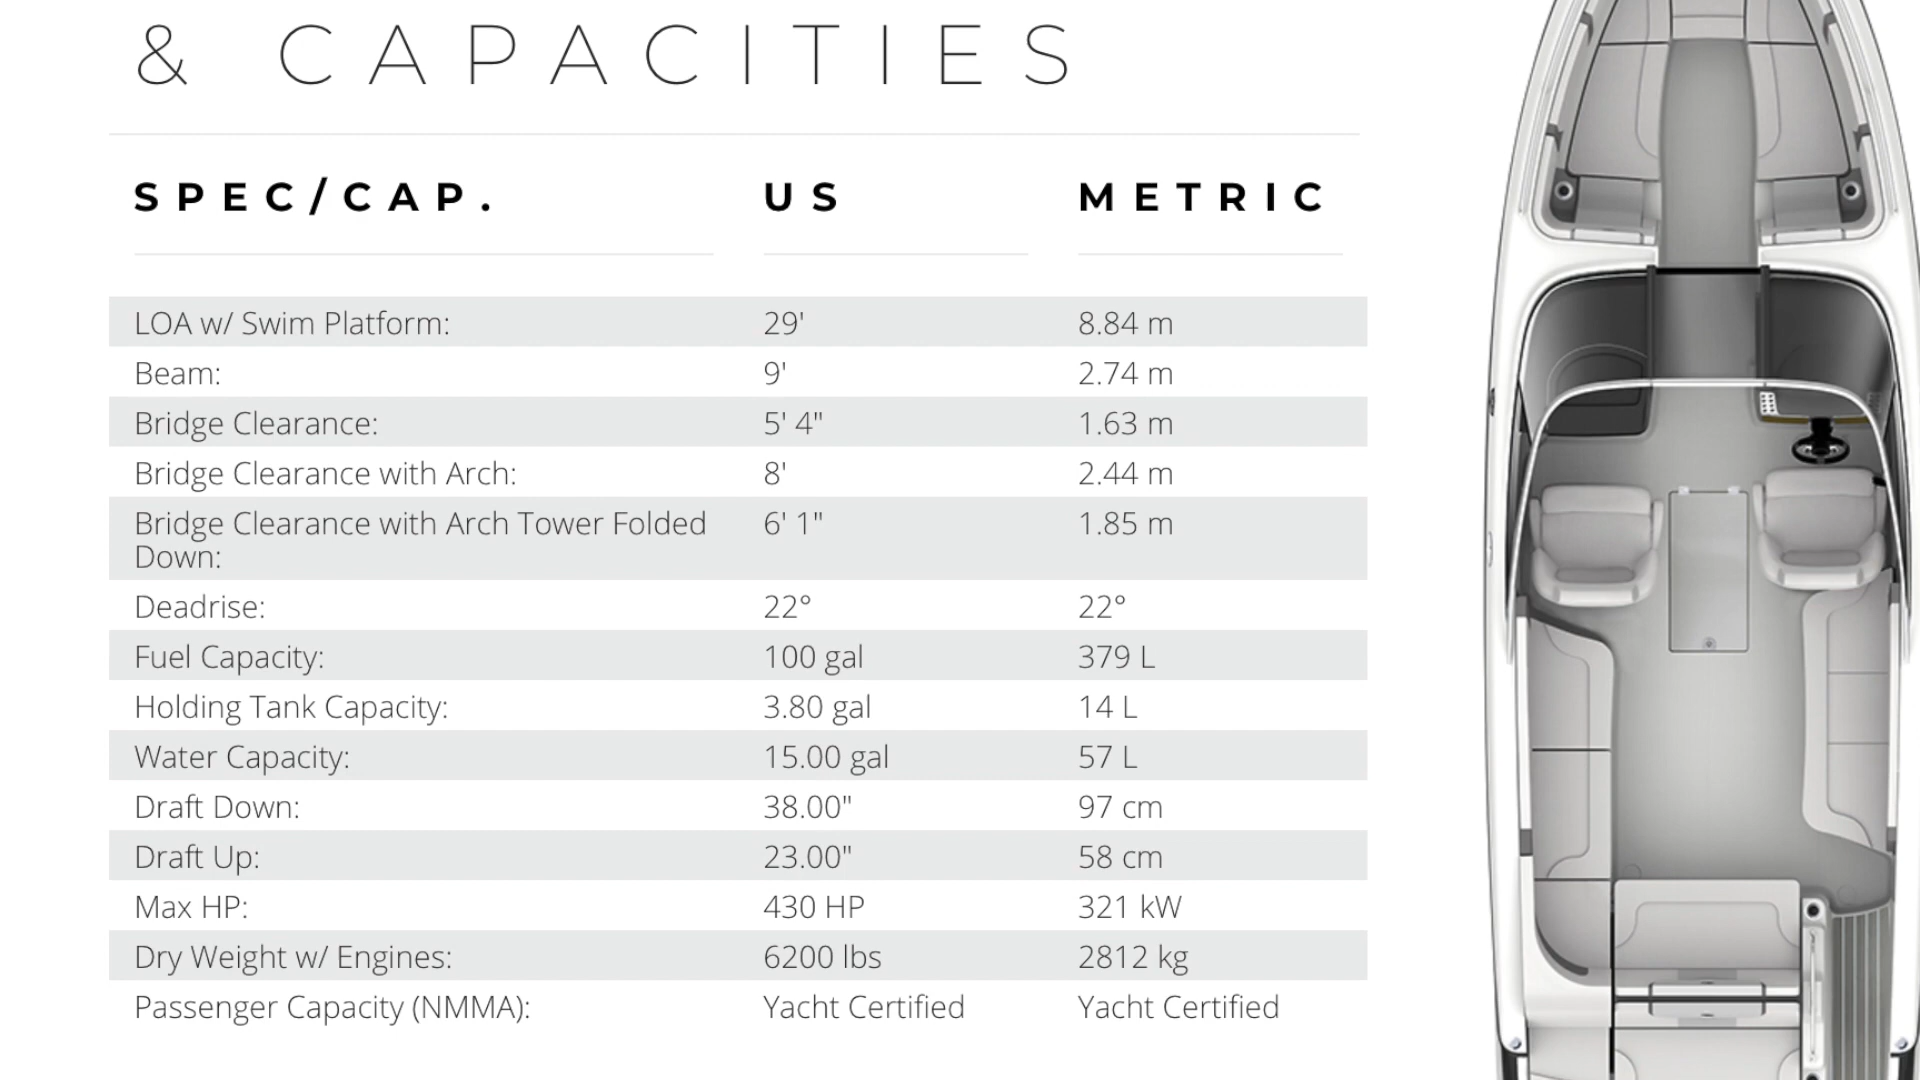 & CAPACITIES
SPEC/CAP. US METRIC
LOA w/ Swim Platform: 29' 8.84 m
Beam: 9' 2.74 m
Bridge Clearance: 5' 4" 1.63 m
Bridge Clearance with Arch: 8' 2.44 m
Bridge Clearance with Arch Tower Folded 6' 1" 1.85 m
Down:
Deadrise: 22° 22°
Fuel Capacity: 100 gal 379 L
Holding Tank Capacity: 3.80 gal 14 L
Water Capacity: 15.00 gal 57 L
Draft Down: 38.00" 97 cm
Draft Up: 23.00" 58 cm
Max HP: 430 HP 321 kW
Dry Weight w/ Engines: 6200 lbs 2812 kg
Passenger Capacity (NMMA): Yacht Certified Yacht Certified